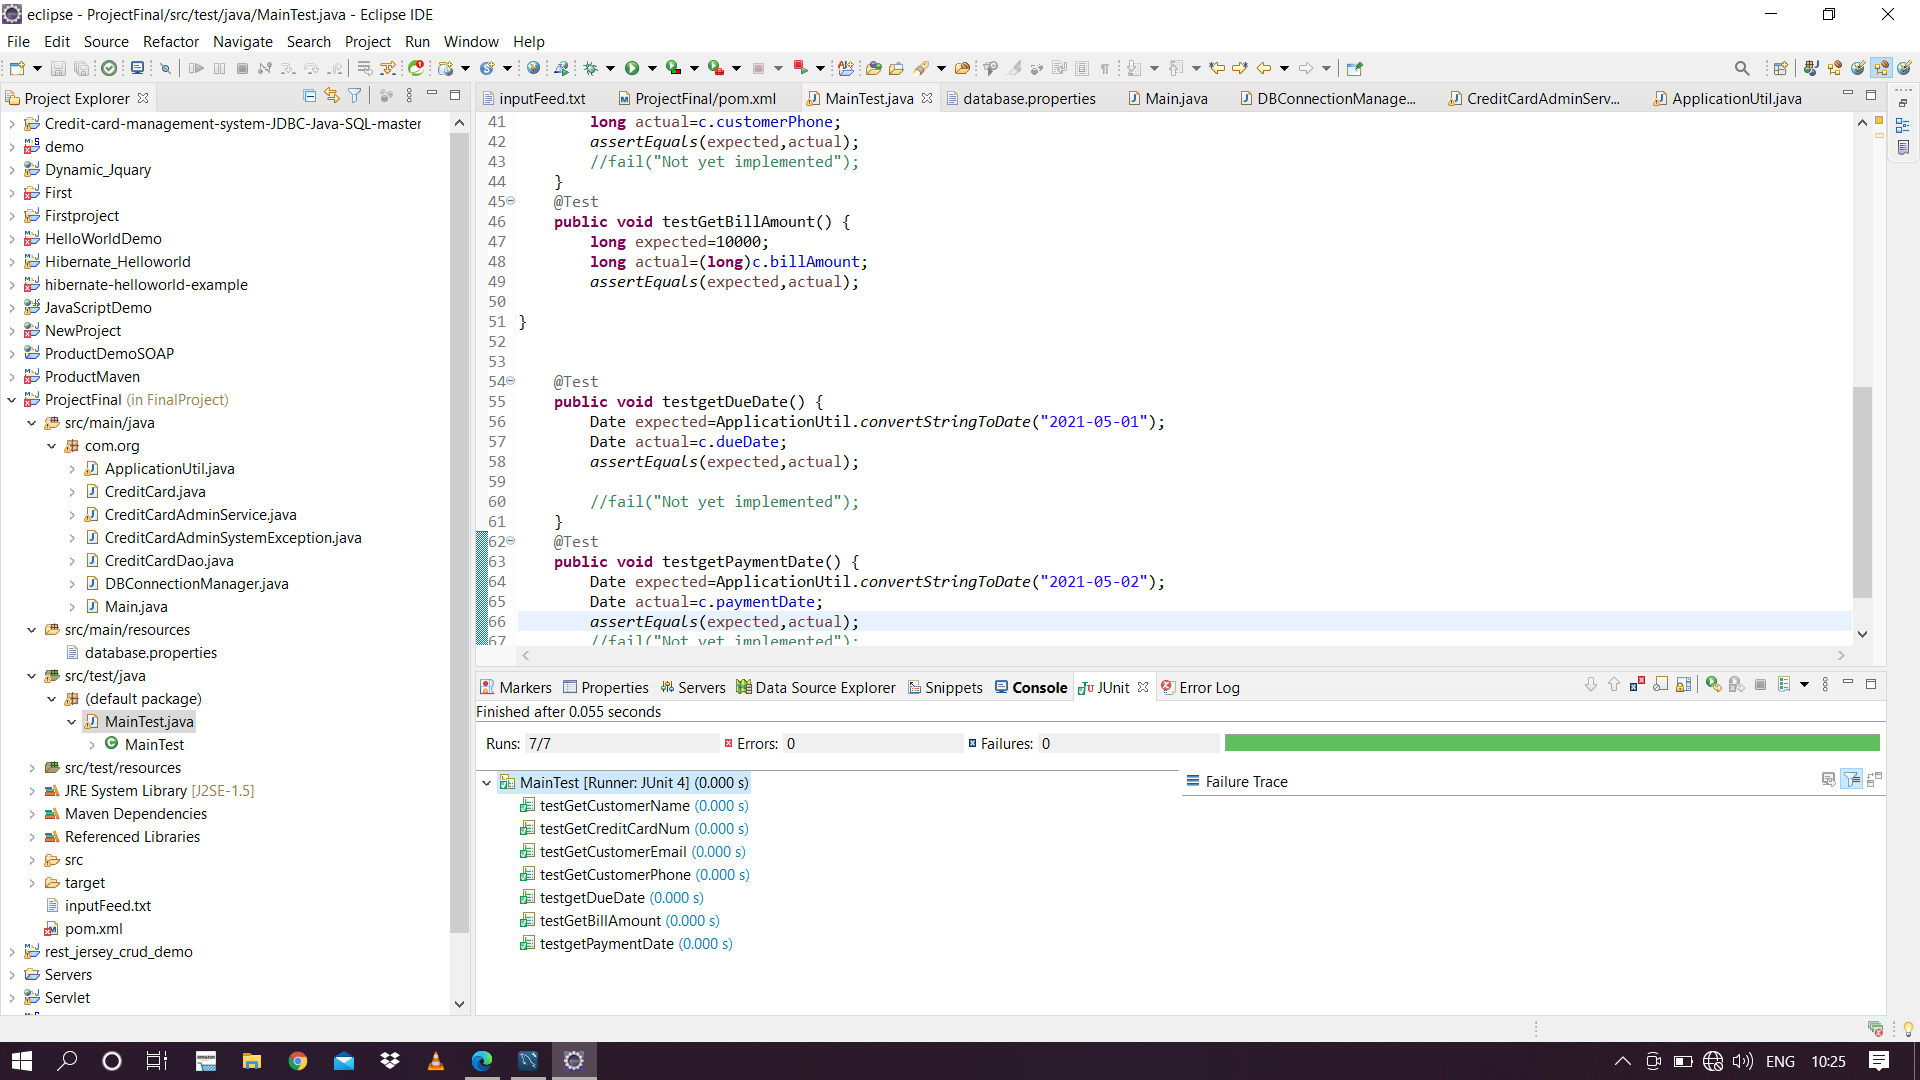 eclipse - ProjectFinal/src/test/java/MainTest.java - Eclipse IDE
File Edit Source Refactor Navigate Search Project Run Window Help
Project Explorer
Credit-card-management-system-JDBC-Java-SQL-master
demo
Dynamic_Jquary
First
Firstproject
HelloWorldDemo
Hibernate_Helloworld
hibernate-helloworld-example
JavaScriptDemo
NewProject
ProductDemoSOAP
ProductMaven
ProjectFinal (in FinalProject)
src/main/java
com.org
ApplicationUtil.java
CreditCard.java
CreditCardAdminService.java
CreditCardAdminSystemException.java
CreditCardDao.java
DBConnectionManager.java
Main.java
src/main/resources
database.properties
src/test/java
(default package)
MainTest.java
MainTest
src/test/resources
JRE System Library [J2SE-1.5]
Maven Dependencies
Referenced Libraries
src
target
inputFeed.txt
pom.xml
rest_jersey_crud_demo
Servers
Servlet
inputFeed.txt ProjectFinal/pom.xml MainTest.java database.properties Main.java DBConnectionManage... CreditCardAdminServ... ApplicationUtil.java
41 long actual=c.customerPhone;
42 assertEquals(expected,actual);
43 //fail("Not yet implemented");
44 }
45 @Test
46 public void testGetBillAmount() {
47 long expected=10000;
48 long actual=(long)c.billAmount;
49 assertEquals(expected,actual);
50
51 }
52
53
54 @Test
55 public void testgetDueDate() {
56 Date expected=ApplicationUtil.convertStringToDate("2021-05-01");
57 Date actual=c.dueDate;
58 assertEquals(expected,actual);
59
60 //fail("Not yet implemented");
61 }
62 @Test
63 public void testgetPaymentDate() {
64 Date expected=ApplicationUtil.convertStringToDate("2021-05-02");
65 Date actual=c.paymentDate;
66 assertEquals(expected,actual);
67 //fail("Not yet implemented");
Markers Properties Servers Data Source Explorer Snippets Console JUnit Error Log
Finished after 0.055 seconds
Runs: 7/7 Errors: 0 Failures: 0
MainTest [Runner: JUnit 4] (0.000 s)
testGetCustomerName (0.000 s)
testGetCreditCardNum (0.000 s)
testGetCustomerEmail (0.000 s)
testGetCustomerPhone (0.000 s)
testgetDueDate (0.000 s)
testGetBillAmount (0.000 s)
testgetPaymentDate (0.000 s)
Failure Trace
ENG 10:25